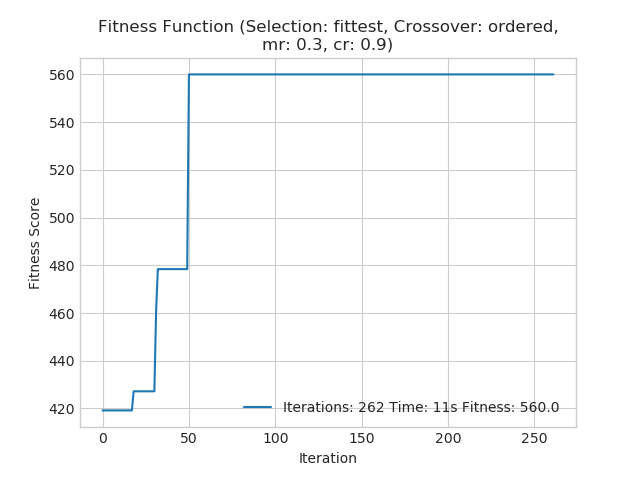 Fitness Function (Selection: fittest, Crossover: ordered,
mr: 0.3, cr: 0.9)
560
540
520
500
480
460
440
420
Fitness Score
Iterations: 262 Time: 11s Fitness: 560.0
0 50 100 150 200 250
Iteration